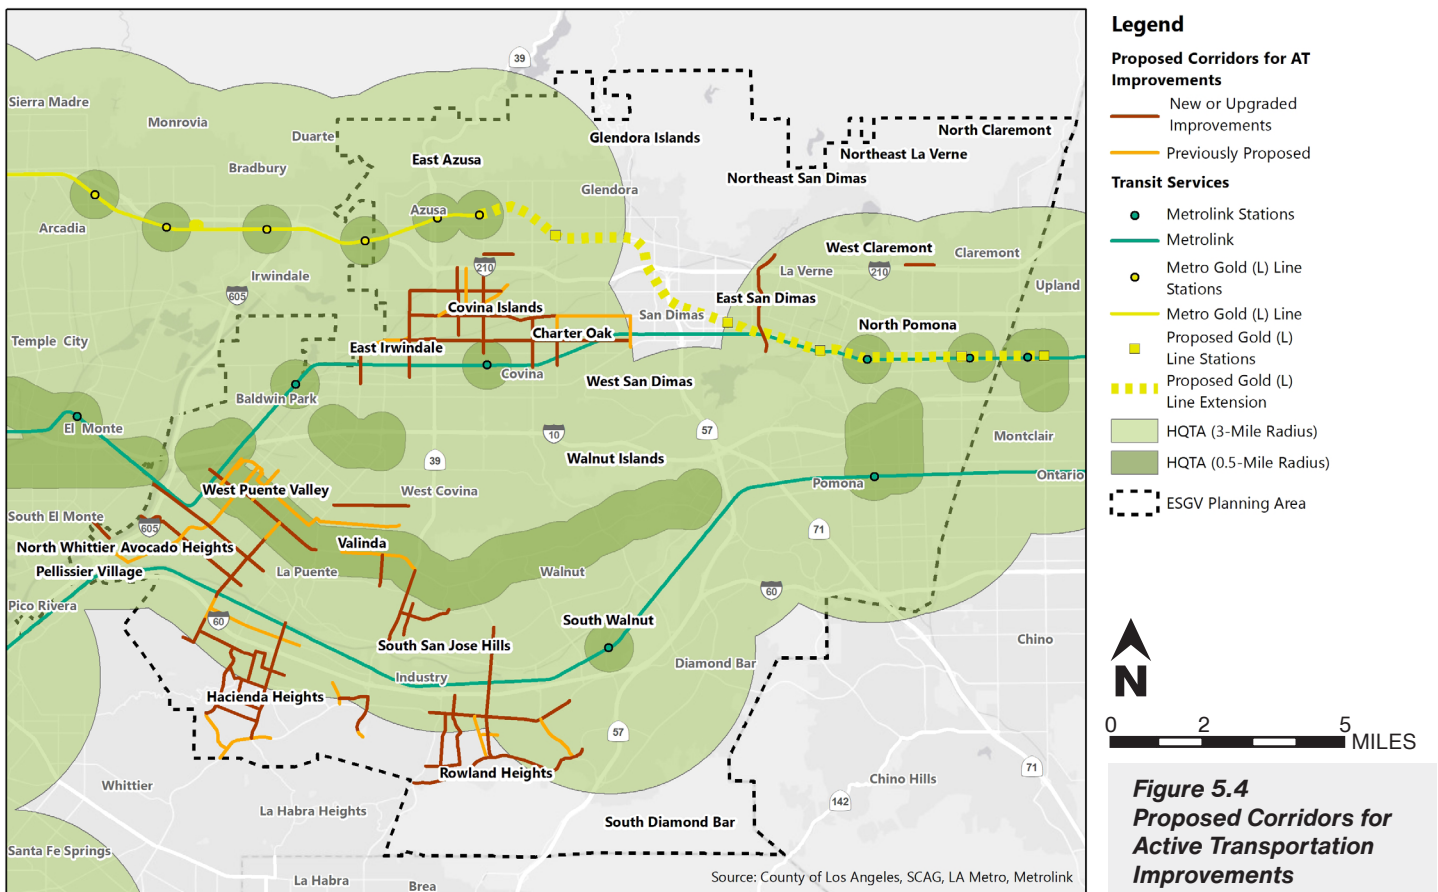 39
Sierra Madre
Monrovia
Duarte
Glendora Islands
North Claremont
Bradbury
East Azusa
Northeast La Verne
Northeast San Dimas
Glendora
Azusa
Arcadia
West Claremont
Claremont
Irwindale
210
La Verne
210
Upland
605
Covina Islands
East San Dimas
San Dimas
North Pomona
Temple City
Charter Oak
East Irwindale
Covina
West San Dimas
Baldwin Park
El Monte
10
57
Montclair
39
Walnut Islands
Ontario
West Puente Valley
West Covina
Pomona
South El Monte
605
71
North Whittier
Avocado Heights
Valinda
Pellissier Village
La Puente
Walnut
60
Pico Rivera
60
South Walnut
Chino
South San Jose Hills
Diamond Bar
Industry
Hacienda Heights
57
71
Rowland Heights
Whittier
Chino Hills
142
La Habra Heights
South Diamond Bar
Santa Fe Springs
La Habra
Brea
Source: County of Los Angeles, SCAG, LA Metro, Metrolink
Legend
Proposed Corridors for AT
Improvements
New or Upgraded
Improvements
Previously Proposed
Transit Services
Metrolink Stations
Metrolink
Metro Gold (L) Line
Stations
Metro Gold (L) Line
Proposed Gold (L)
Line Stations
Proposed Gold (L)
Line Extension
HQTA (3-Mile Radius)
HQTA (0.5-Mile Radius)
ESGV Planning Area
N
0 2 5
MILES
Figure 5.4
Proposed Corridors for
Active Transportation
Improvements